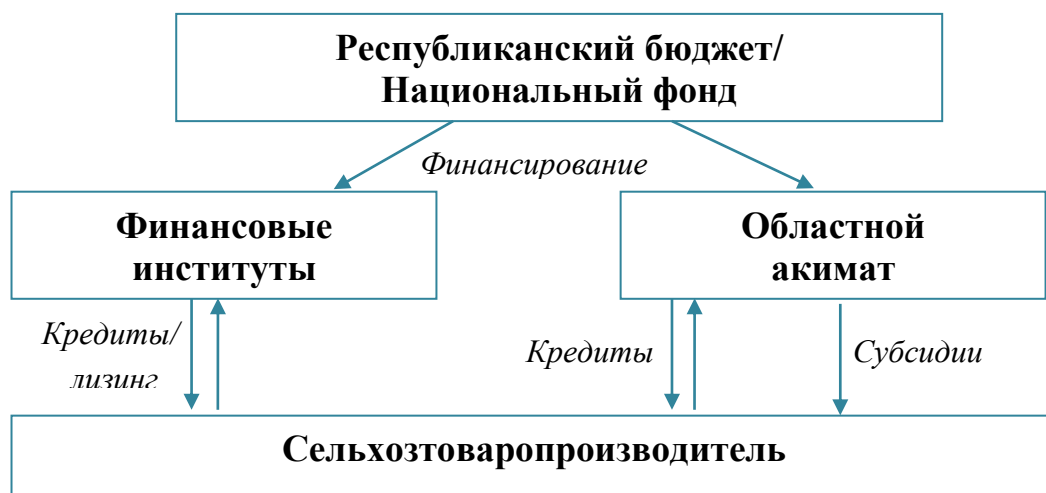 Республиканский бюджет/
Национальный фонд
Финансирование
Финансовые
институты
Областной
акимат
Кредиты/
лизинг
Кредиты
Субсидии
Сельхозтоваропроизводитель